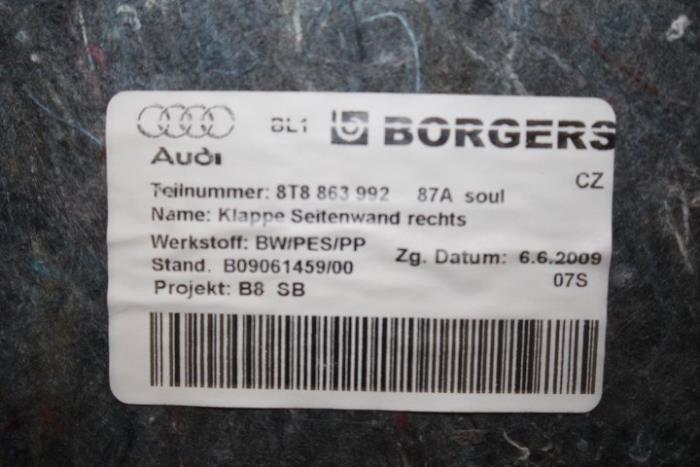 BL1 BORGERS
Audi
CZ
Teilnummer: 8T8 863 992 87A soul
Name: Klappe Seitenwand rechts
Werkstoff: BW/PES/PP
Zg. Datum: 6.6.2009
Stand. B09061459/00
07S
Projekt: B8 SB